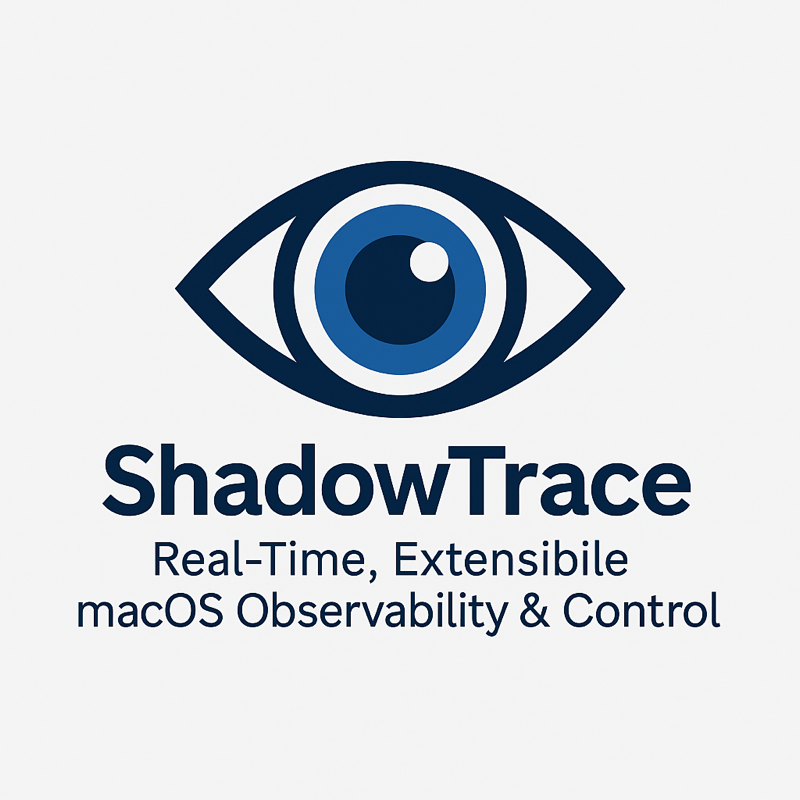 ShadowTrace
Real-Time, Extensibile
macOS Observability & Control